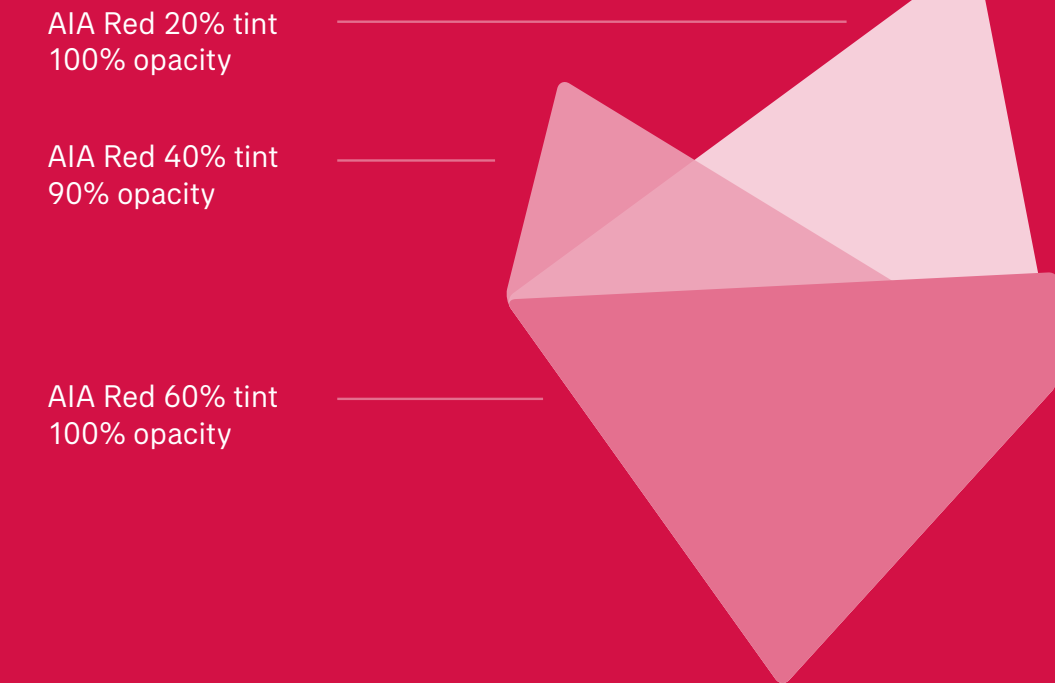 AIA Red 20% tint
100% opacity
AIA Red 40% tint
90% opacity
AIA Red 60% tint
100% opacity